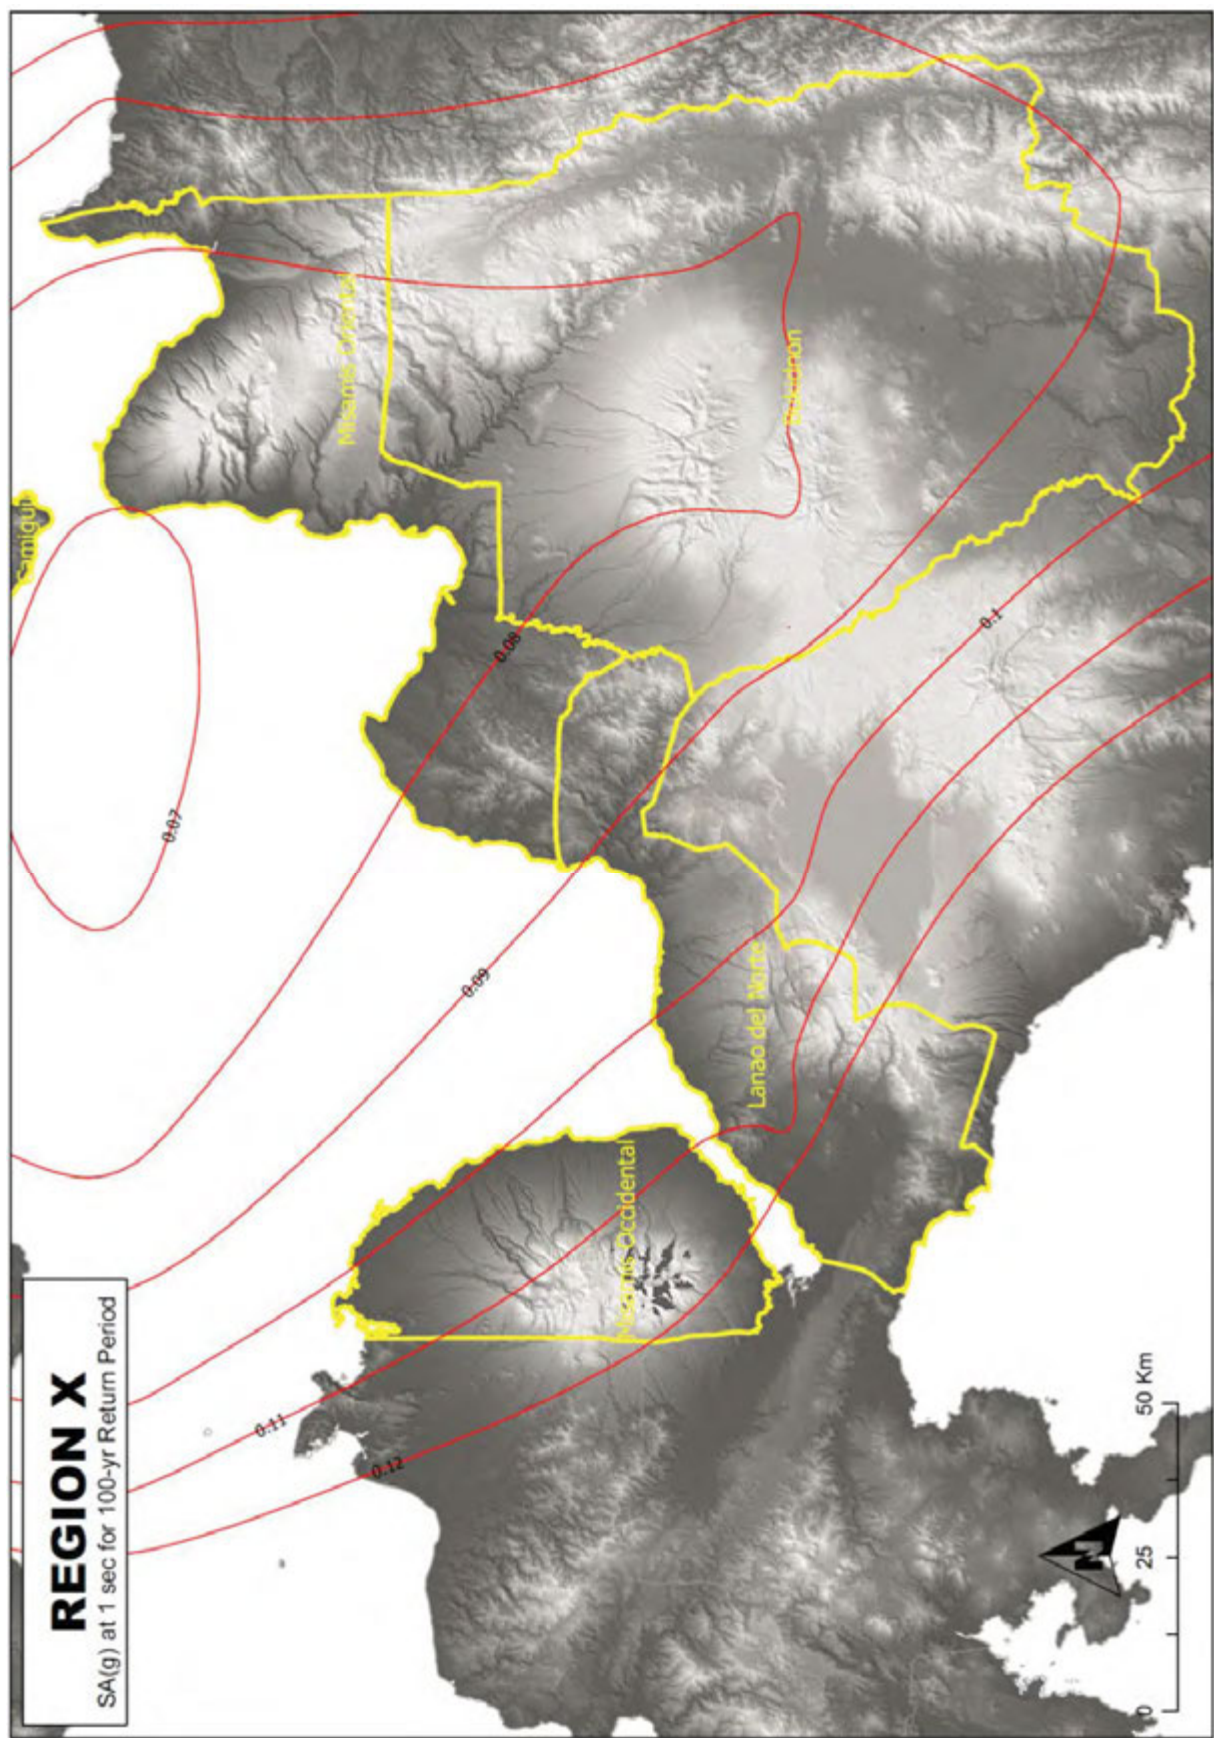 REGION X
SA(g) at 1 sec for 100-yr Return Period
Camiguin
Misamis Oriental
Bukidnon
Lanao del Norte
Misamis Occidental
0.07
0.08
0.09
0.1
0.11
0.12
N
0 25 50 Km